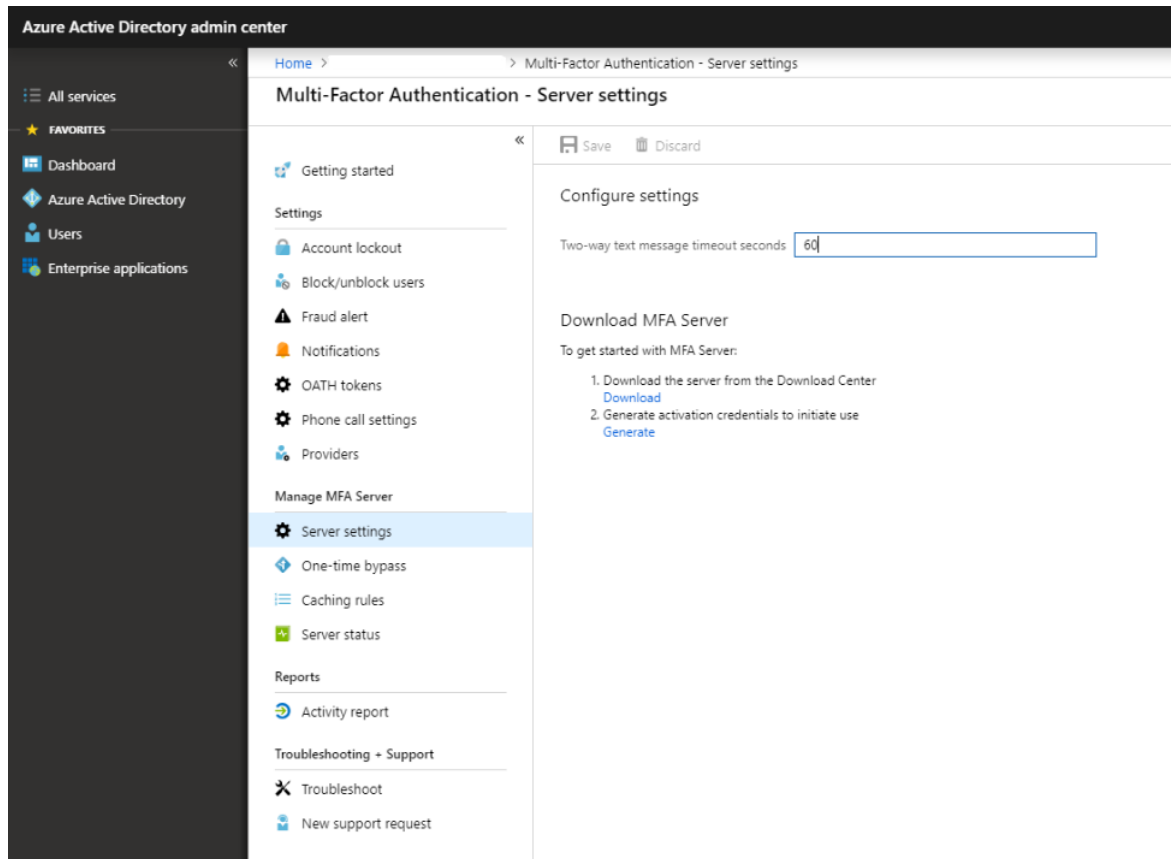 Azure Active Directory admin center
«
Home > > Multi-Factor Authentication - Server settings
All services
Multi-Factor Authentication - Server settings
FAVORITES
Dashboard
Azure Active Directory
Users
Enterprise applications
«
Getting started
Settings
Account lockout
Block/unblock users
Fraud alert
Notifications
OATH tokens
Phone call settings
Providers
Manage MFA Server
Server settings
One-time bypass
Caching rules
Server status
Reports
Activity report
Troubleshooting + Support
Troubleshoot
New support request
Save Discard
Configure settings
Two-way text message timeout seconds 60
Download MFA Server
To get started with MFA Server:
1. Download the server from the Download Center
Download
2. Generate activation credentials to initiate use
Generate